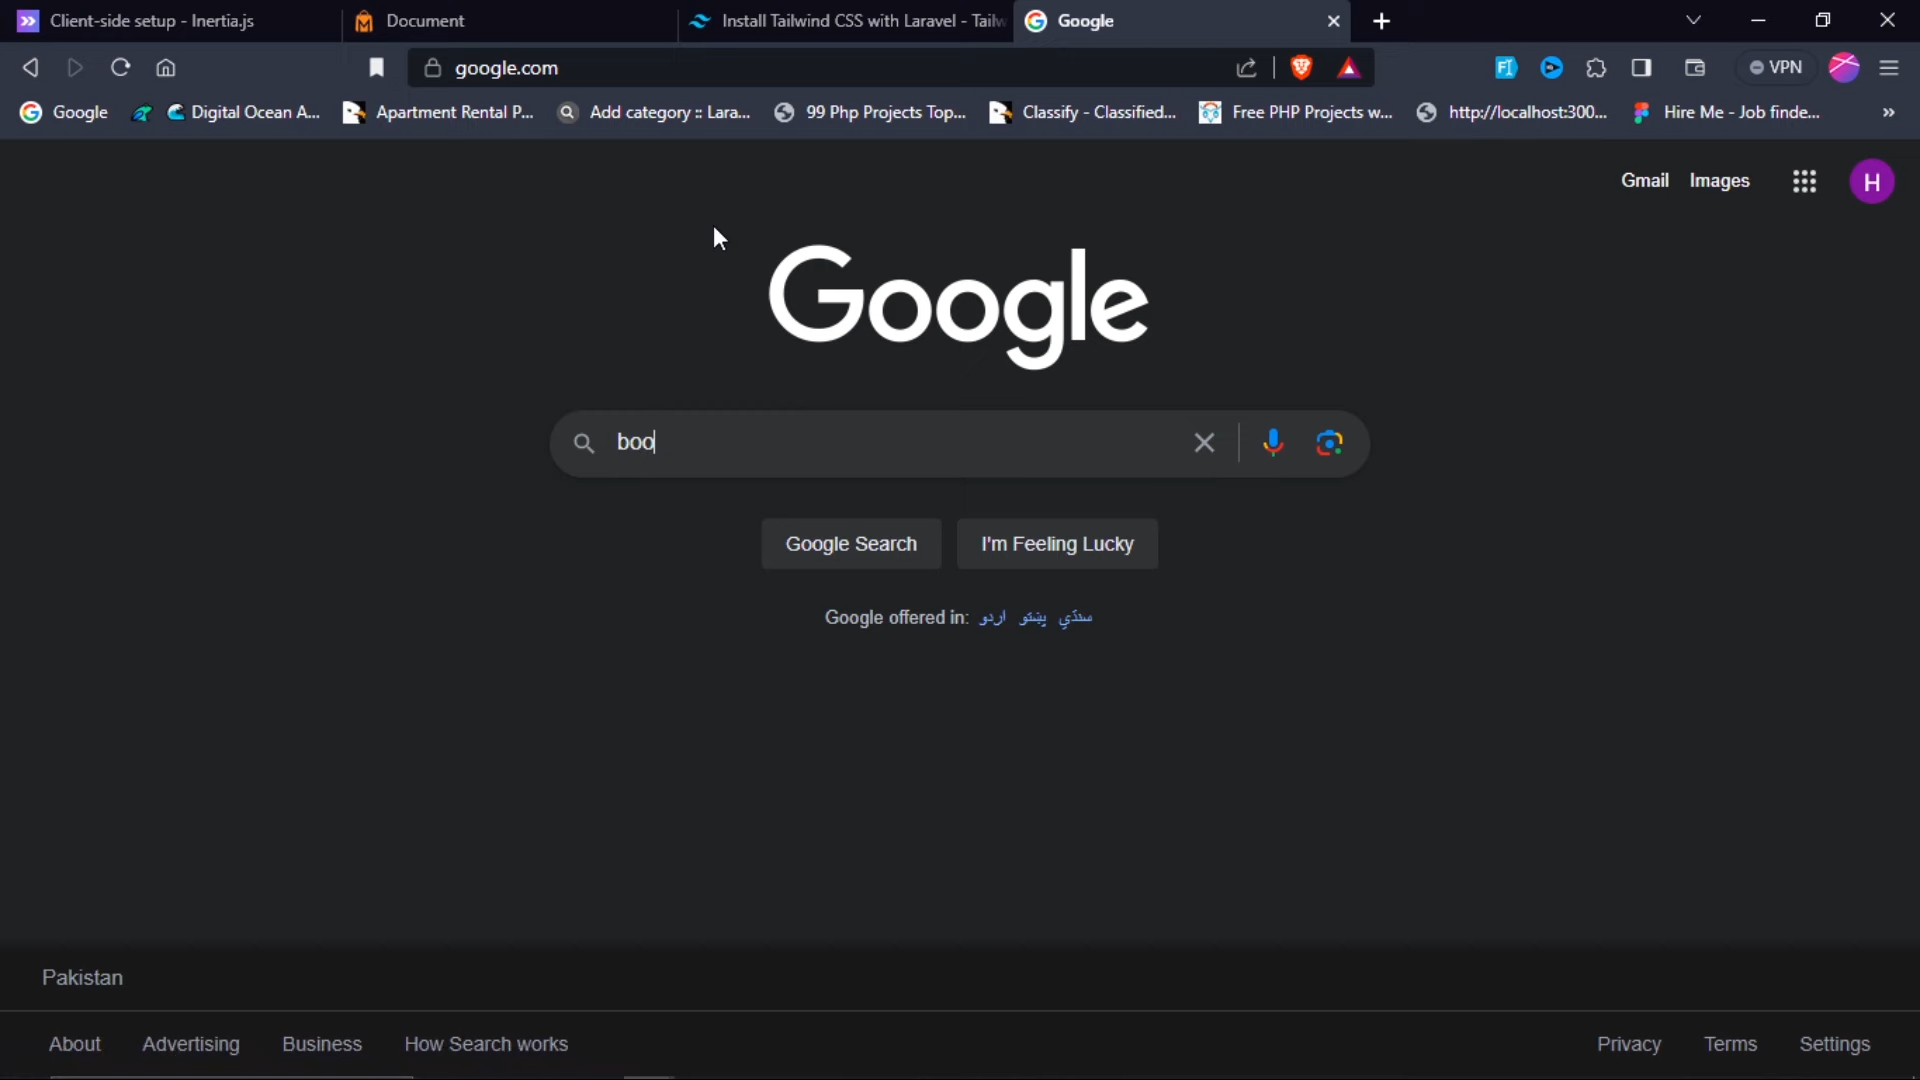 Client-side setup - Inertia.js
Document
Install Tailwind CSS with Laravel - Tailw
Google
google.com
VPN
Google
Digital Ocean A...
Apartment Rental P...
Add category :: Lara...
99 Php Projects Top...
Classify - Classified...
Free PHP Projects w...
http://localhost:300...
Hire Me - Job finde...
Gmail
Images
H
Google
boo
Google Search
I'm Feeling Lucky
Google offered in: اردو پښتو سنڌي
Pakistan
About
Advertising
Business
How Search works
Privacy
Terms
Settings